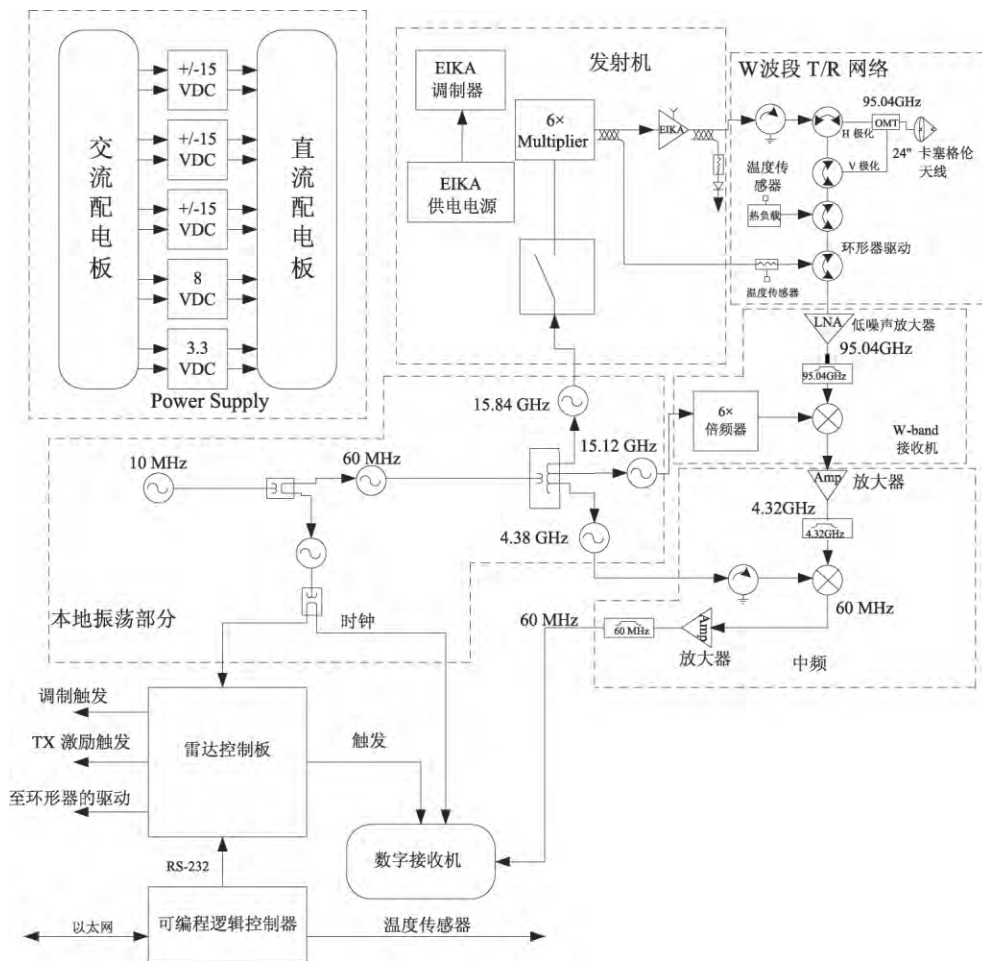 交流配电板
+/-15
VDC
+/-15
VDC
+/-15
VDC
8
VDC
3.3
VDC
直流配电板
Power Supply
EIKA
调制器
发射机
6×
Multiplier
EIKA
EIKA
供电电源
W波段 T/R 网络
95.04GHz
OMT
H 极化
V 极化
24" 卡塞格伦
天线
温度传
感器
热负载
环形器驱动
温度传感器
LNA
低噪声放大器
95.04GHz
95.04GHz
6×
倍频器
W-band
接收机
15.84 GHz
15.12 GHz
10 MHz
60 MHz
4.38 GHz
本地振荡部分
时钟
Amp
放大器
4.32GHz
4.32GHz
60 MHz
60 MHz
60 MHz
Amp
放大器
中频
调制触发
TX 激励触发
至环形器的驱动
雷达控制板
触发
RS-232
数字接收机
以太网
可编程逻辑控制器
温度传感器